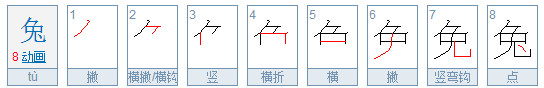 兔 1 2 3 4 5 6 7 8
8 动画
tù 撇 横撇/横钩 竖 横折 横 撇 竖弯钩 点